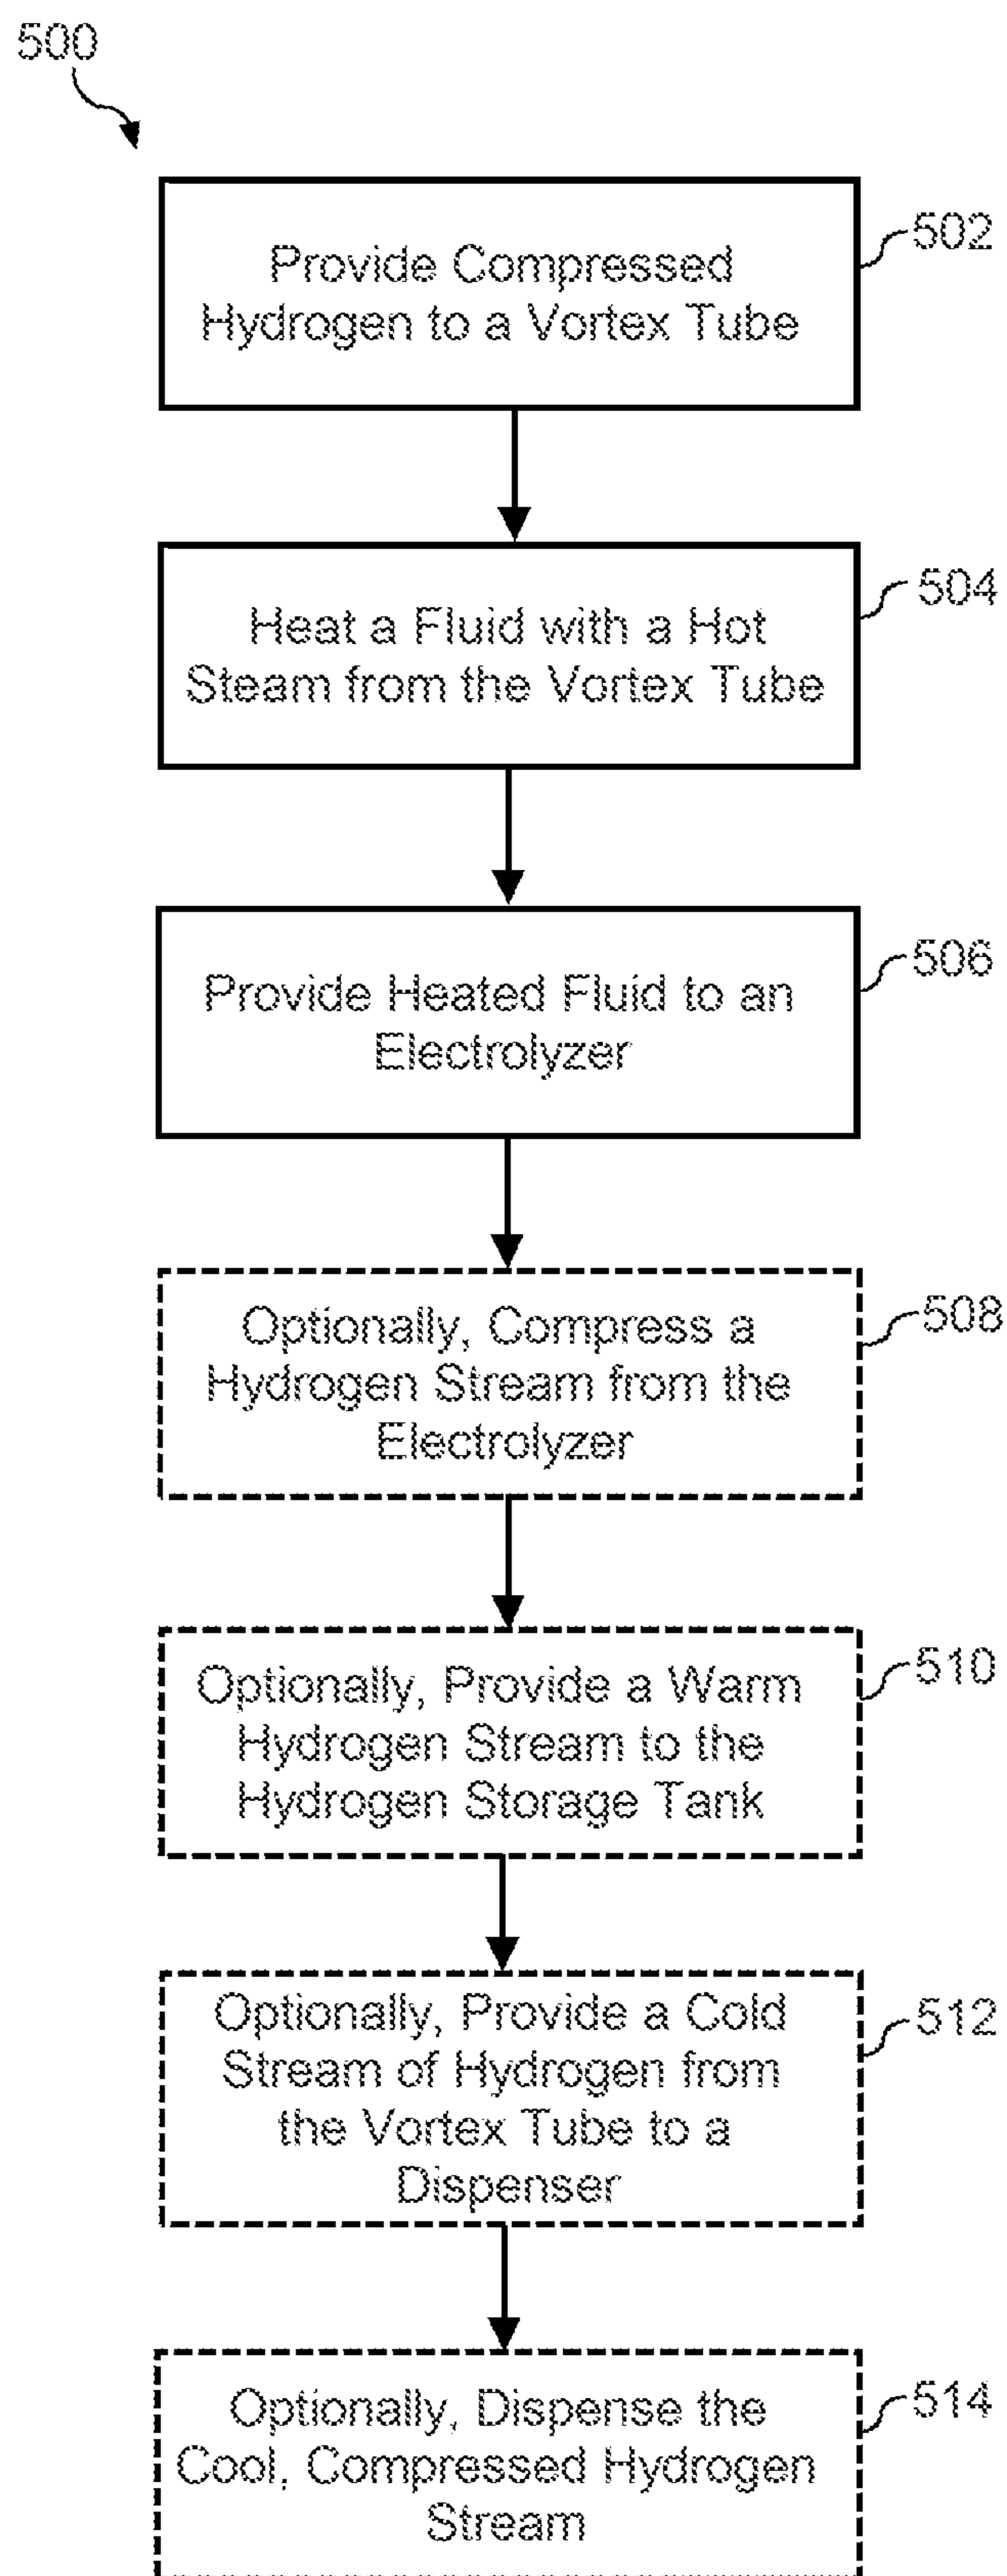 500
Provide Compressed
Hydrogen to a Vortex Tube
502
Heat a Fluid with a Hot
Steam from the Vortex Tube
504
Provide Heated Fluid to an
Electrolyzer
506
Optionally, Compress a
Hydrogen Stream from the
Electrolyzer
508
Optionally, Provide a Warm
Hydrogen Stream to the
Hydrogen Storage Tank
510
Optionally, Provide a Cold
Stream of Hydrogen from
the Vortex Tube to a
Dispenser
512
Optionally, Dispense the
Cool, Compressed Hydrogen
Stream
514